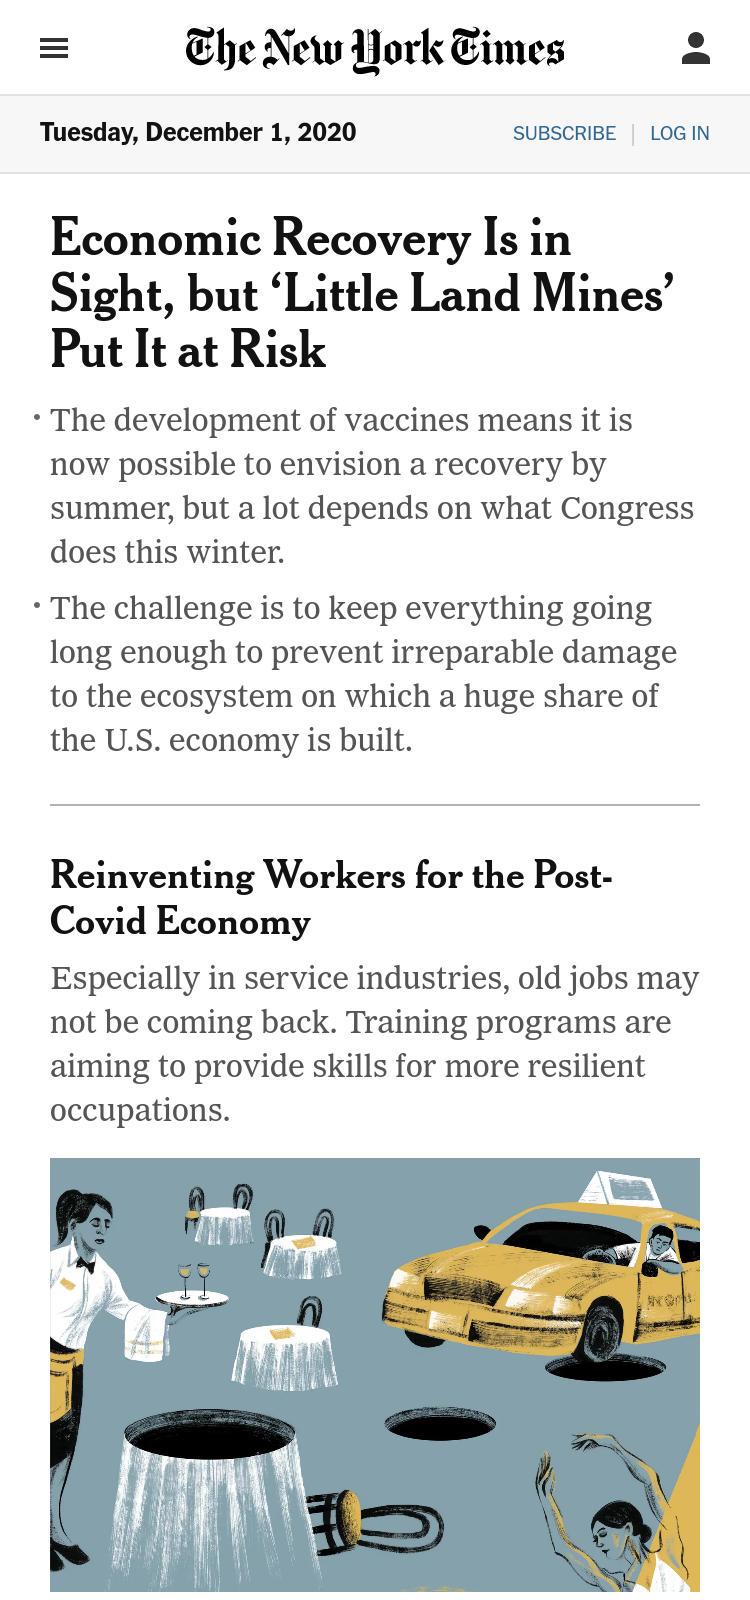 The New York Times
Tuesday, December 1, 2020
SUBSCRIBE | LOG IN
Economic Recovery Is in
Sight, but ‘Little Land Mines’
Put It at Risk
• The development of vaccines means it is
now possible to envision a recovery by
summer, but a lot depends on what Congress
does this winter.
• The challenge is to keep everything going
long enough to prevent irreparable damage
to the ecosystem on which a huge share of
the U.S. economy is built.
Reinventing Workers for the Post-
Covid Economy
Especially in service industries, old jobs may
not be coming back. Training programs are
aiming to provide skills for more resilient
occupations.